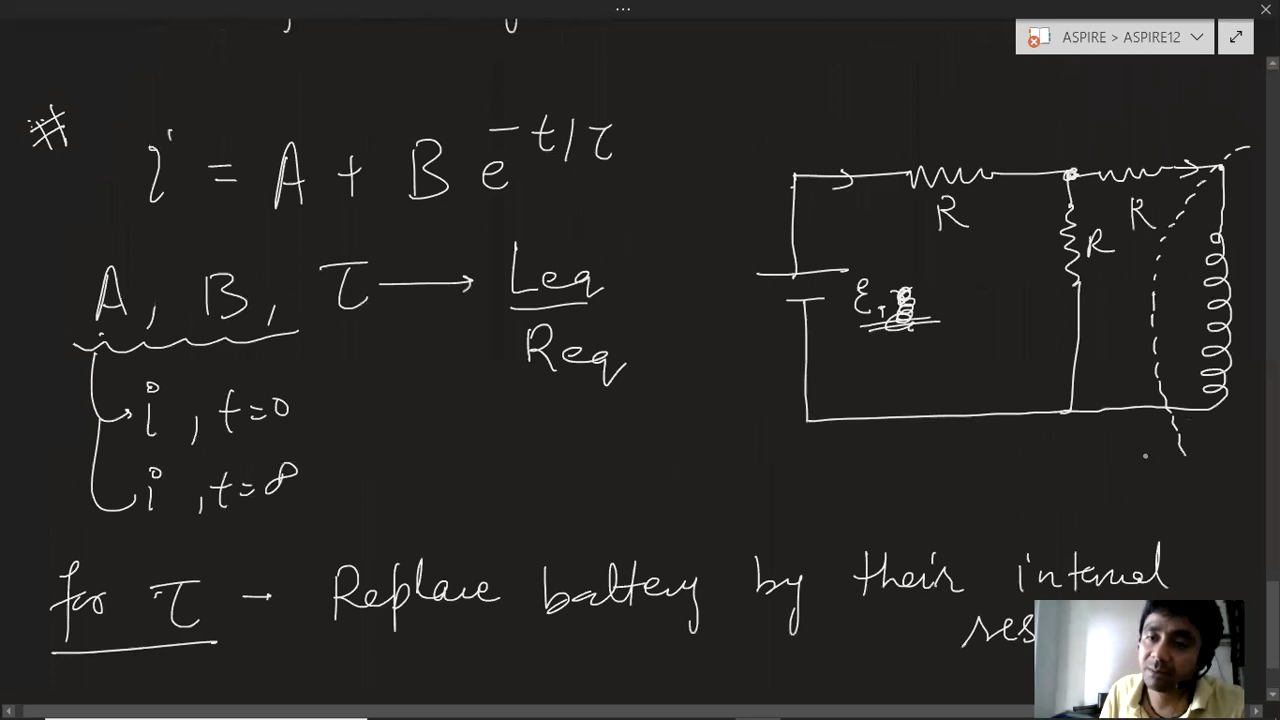 ASPIRE > ASPIRE12
# i = A + B e^{-t/τ}
A, B, τ → Leq/Req
i, t=0
i, t=∞
R
R
R
for τ - Replace battery by their internal
res